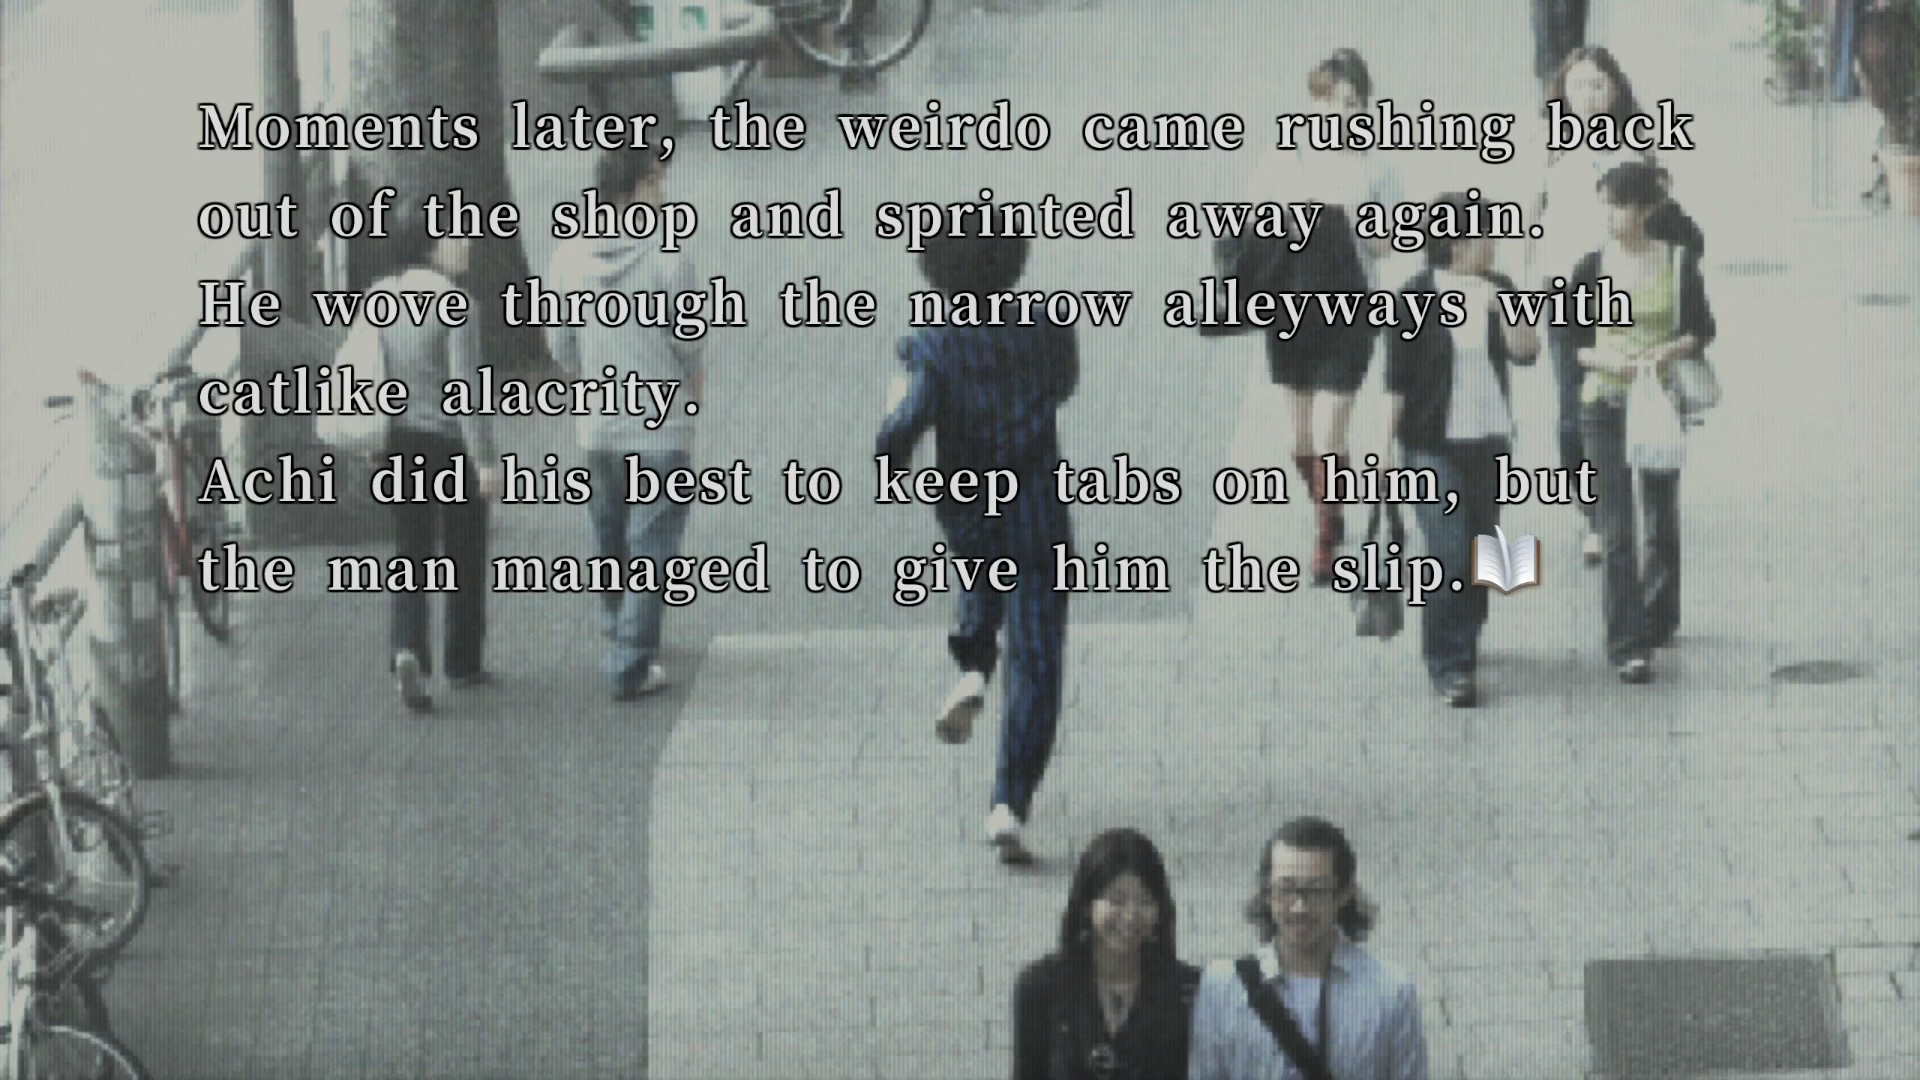 Moments later, the weirdo came rushing back
out of the shop and sprinted away again.
He wove through the narrow alleyways with
catlike alacrity.
Achi did his best to keep tabs on him, but
the man managed to give him the slip.